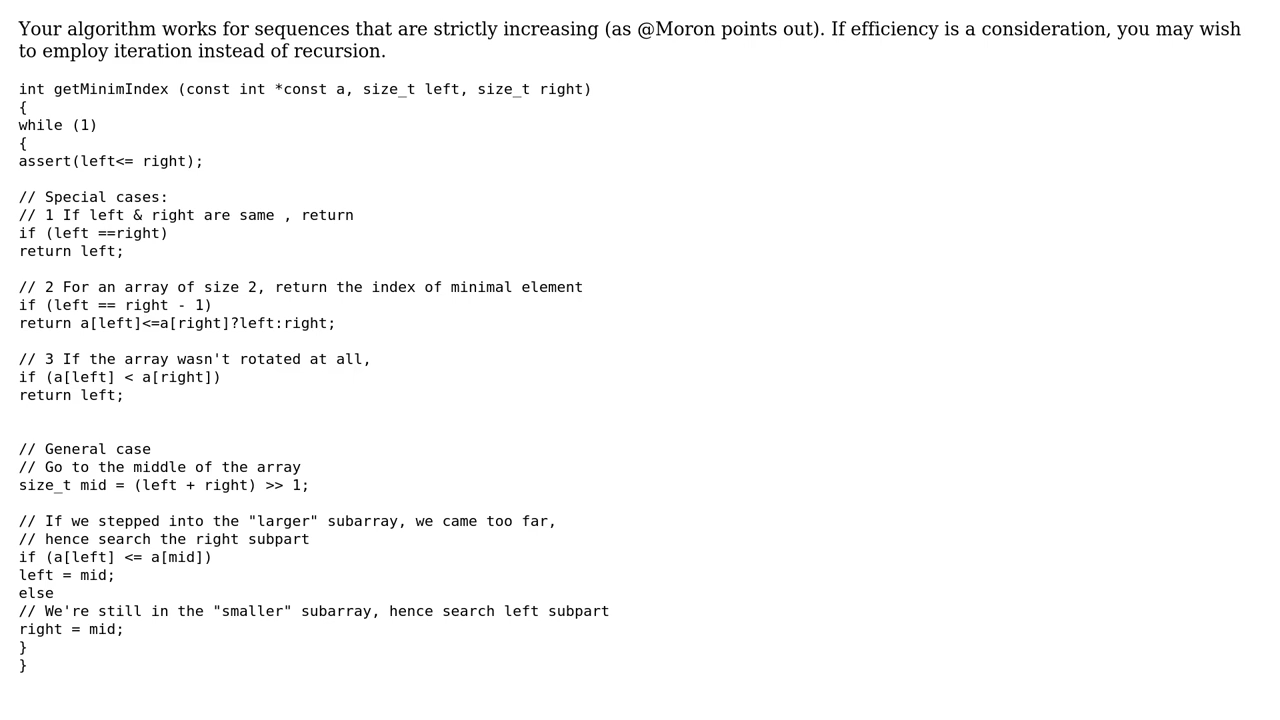 Your algorithm works for sequences that are strictly increasing (as @Moron points out). If efficiency is a consideration, you may wish
to employ iteration instead of recursion.
int getMinimIndex (const int *const a, size_t left, size_t right)
{
while (1)
{
assert(left<= right);
// Special cases:
// 1 If left & right are same , return
if (left ==right)
return left;
// 2 For an array of size 2, return the index of minimal element
if (left == right - 1)
return a[left]<=a[right]?left:right;
// 3 If the array wasn't rotated at all,
if (a[left] < a[right])
return left;
// General case
// Go to the middle of the array
size_t mid = (left + right) >> 1;
// If we stepped into the "larger" subarray, we came too far,
// hence search the right subpart
if (a[left] <= a[mid])
left = mid;
else
// We're still in the "smaller" subarray, hence search left subpart
right = mid;
}
}